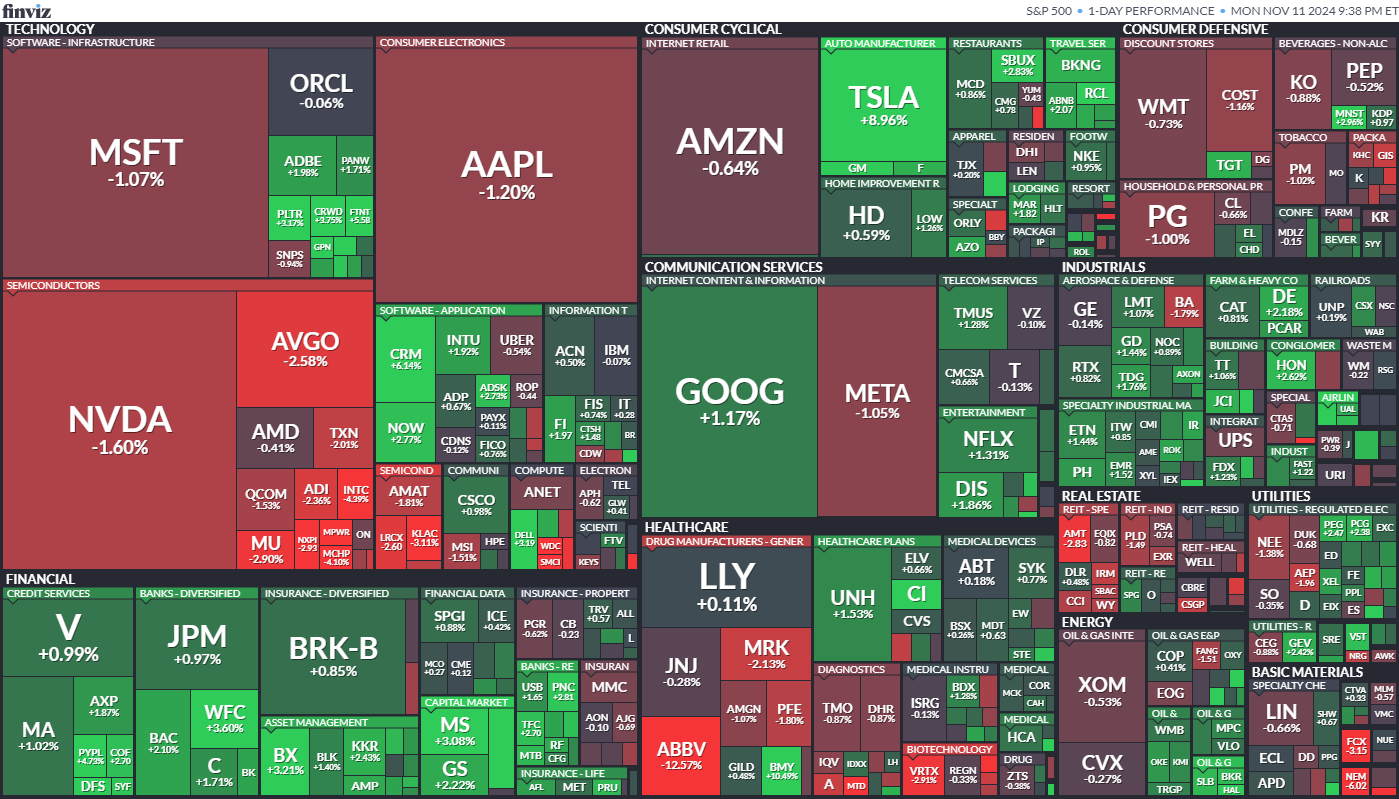 finviz
S&P 500 • 1-DAY PERFORMANCE • MON NOV 11 2024 9:38 PM ET
TECHNOLOGY
SOFTWARE - INFRASTRUCTURE
MSFT
-1.07%
ORCL
-0.06%
ADBE
+1.98%
PANW
+1.71%
PLTR
+3.17%
CRWD
+3.75%
FTNT
+5.58
SNPS
-0.94%
GPN
CONSUMER ELECTRONICS
AAPL
-1.20%
SEMICONDUCTORS
NVDA
-1.60%
AVGO
-2.58%
AMD
-0.41%
TXN
-2.01%
QCOM
-1.53%
ADI
-2.36%
INTC
-4.39%
MU
-2.90%
NXPI
-2.93
MPWR
ON
MCHP
-4.10%
SOFTWARE - APPLICATION
CRM
+6.14%
INTU
+1.92%
UBER
-0.54%
NOW
+2.77%
ADP
+0.67%
ADSK
+2.73%
ROP
-0.44
CDNS
-0.12%
PAYX
+0.11%
FICO
+0.76%
INFORMATION T
ACN
+0.50%
IBM
-0.07%
FI
+1.97
FIS
+0.74%
IT
+0.28
CTSH
+1.48
BR
CDW
SEMICOND
AMAT
-1.81%
LRCX
-2.60
KLAC
-3.11%
COMMUNI
CSCO
+0.98%
MSI
-1.51%
HPE
COMPUTE
ANET
DELL
+3.19
WDC
SMCI
ELECTRON
APH
-0.62
TEL
GLW
+0.41
SCIENTI
FTV
KEYS
FINANCIAL
CREDIT SERVICES
V
+0.99%
MA
+1.02%
AXP
+1.87%
PYPL
+4.73%
COF
+2.70
DFS
SYF
BANKS - DIVERSIFIED
JPM
+0.97%
BAC
+2.10%
WFC
+3.60%
C
+1.71%
BK
INSURANCE - DIVERSIFIED
BRK-B
+0.85%
ASSET MANAGEMENT
BX
+3.21%
BLK
+1.40%
KKR
+2.43%
AMP
FINANCIAL DATA
SPGI
+0.88%
ICE
+0.42%
MCO
+0.27
CME
+0.12
CAPITAL MARKET
MS
+3.08%
GS
+2.22%
INSURANCE - PROPERT
PGR
-0.62%
CB
-0.23
TRV
+0.57
ALL
L
BANKS - RE
USB
+1.65
PNC
+2.81
TFC
+2.70
MTB
RF
CFG
INSURAN
MMC
AON
-0.10
AJG
-0.69
INSURANCE - LIFE
AFL
MET
PRU
CONSUMER CYCLICAL
INTERNET RETAIL
AMZN
-0.64%
AUTO MANUFACTURER
TSLA
+8.96%
GM
F
HOME IMPROVEMENT R
HD
+0.59%
LOW
+1.26%
RESTAURANTS
MCD
+0.86%
SBUX
+2.83%
CMG
+0.78
YUM
-0.43
TRAVEL SER
BKNG
ABNB
+2.07
RCL
APPAREL
TJX
+0.20%
RESIDEN
DHI
LEN
FOOTW
NKE
+0.95%
SPECIALT
ORLY
AZO
BBY
LODGING
MAR
+1.82
HLT
RESORT
PACKAGI
IP
ROL
CONSUMER DEFENSIVE
DISCOUNT STORES
WMT
-0.73%
COST
-1.16%
TGT
DG
BEVERAGES - NON-ALC
KO
-0.88%
PEP
-0.52%
MNST
+2.96%
KDP
+0.97
TOBACCO
PM
-1.02%
MO
PACKA
KHC
GIS
K
HOUSEHOLD & PERSONAL PR
PG
-1.00%
CL
-0.66%
EL
CHD
CONFE
MDLZ
-0.15
FARM
BEVER
KR
SYY
COMMUNICATION SERVICES
INTERNET CONTENT & INFORMATION
GOOG
+1.17%
META
-1.05%
TELECOM SERVICES
TMUS
+1.28%
VZ
-0.10%
CMCSA
+0.66%
T
-0.13%
ENTERTAINMENT
NFLX
+1.31%
DIS
+1.86%
INDUSTRIALS
AEROSPACE & DEFENSE
GE
-0.14%
LMT
+1.07%
BA
-1.79%
RTX
+0.82%
GD
+1.44%
NOC
+0.89%
TDG
+1.76%
AXON
FARM & HEAVY CO
CAT
+0.81%
DE
+2.18%
PCAR
RAILROADS
UNP
+0.19%
CSX
NSC
WAB
BUILDING
TT
+1.06%
JCI
CONGLOMER
HON
+2.62%
WASTE M
WM
-0.22
RSG
SPECIALTY INDUSTRIAL MA
ETN
+1.44%
ITW
+0.85
CMI
IR
PH
EMR
+1.52
AME
ROK
XYL
IEX
INTEGRAT
UPS
FDX
+1.23%
SPECIAL
CTAS
-0.71
AIRLIN
UAL
INDUST
FAST
+1.22
PWR
-0.39
J
URI
HEALTHCARE
DRUG MANUFACTURERS - GENER
LLY
+0.11%
JNJ
-0.28%
MRK
-2.13%
ABBV
-12.57%
AMGN
-1.07%
PFE
-1.80%
GILD
+0.48%
BMY
+10.49%
HEALTHCARE PLANS
UNH
+1.53%
ELV
+0.66%
CI
CVS
MEDICAL DEVICES
ABT
+0.18%
SYK
+0.77%
BSX
+0.26%
MDT
+0.63
EW
STE
DIAGNOSTICS
TMO
-0.87%
DHR
-0.87%
IQV
IDXX
LH
A
MTD
MEDICAL INSTRU
ISRG
-0.13%
BDX
+1.28%
MEDICAL
MCK
COR
CAH
MEDICAL
HCA
BIOTECHNOLOGY
VRTX
-2.91%
REGN
-0.33%
DRUG
ZTS
-0.38%
REAL ESTATE
REIT - SPE
AMT
-2.83
EQIX
-0.82
DLR
+0.48%
IRM
SBAC
CCI
WY
REIT - IND
PLD
-1.49
PSA
-0.74
EXR
REIT - RESID
REIT - HEAL
WELL
REIT - RE
SPG
O
CBRE
CSGP
UTILITIES
UTILITIES - REGULATED ELEC
NEE
-1.38%
DUK
-0.68
PEG
+2.47
PCG
+2.38
EXC
SO
-0.35%
AEP
-1.96
ED
XEL
FE
D
EIX
PPL
ES
UTILITIES - R
CEG
-0.88%
GEV
+2.42%
SRE
VST
NRG
AWK
ENERGY
OIL & GAS INTE
XOM
-0.53%
CVX
-0.27%
OIL & GAS E&P
COP
+0.41%
FANG
-1.51
OXY
EOG
OIL &
WMB
OKE
KMI
TRGP
OIL & G
MPC
VLO
OIL & G
SLB
BKR
HAL
BASIC MATERIALS
SPECIALTY CHE
LIN
-0.66%
SHW
+0.67
ECL
DD
PPG
APD
CTVA
+0.33
MLM
-0.57
VMC
FCX
-3.15
NUE
NEM
-6.02